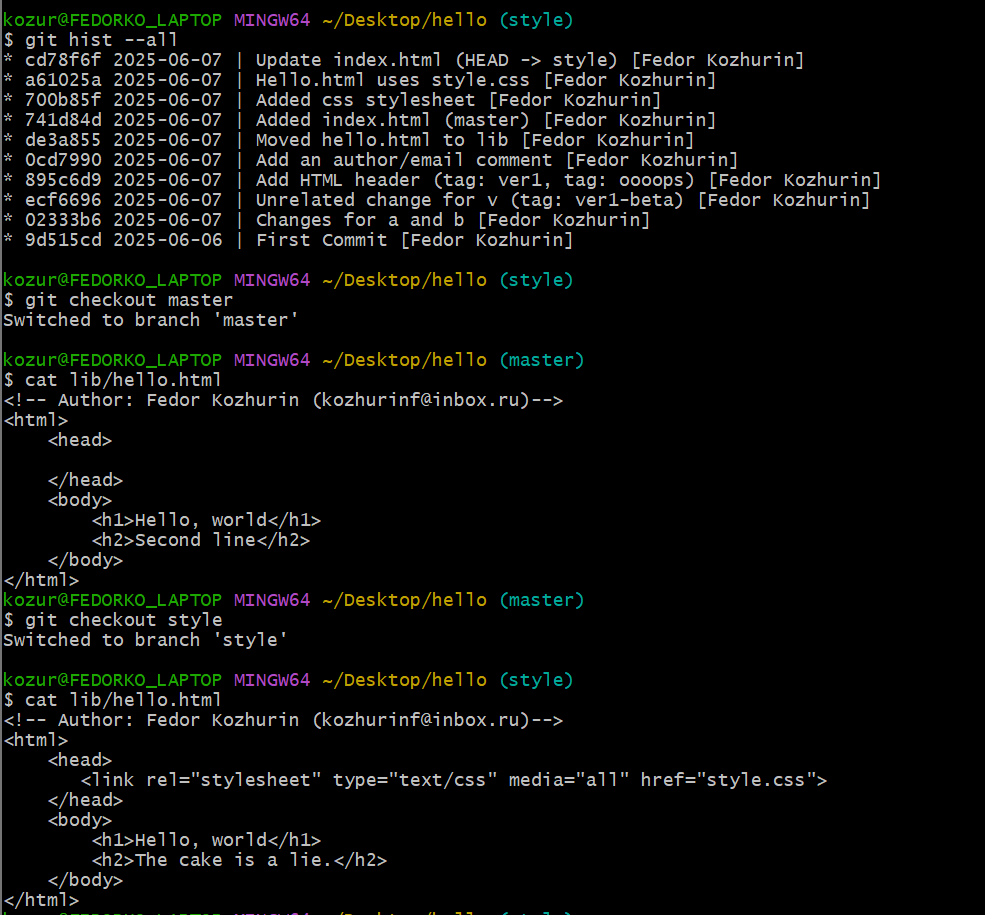 kozur@FEDORKO_LAPTOP MINGW64 ~/Desktop/hello (style)
$ git hist --all
* cd78f6f 2025-06-07 | Update index.html (HEAD -> style) [Fedor Kozhurin]
* a61025a 2025-06-07 | Hello.html uses style.css [Fedor Kozhurin]
* 700b85f 2025-06-07 | Added css stylesheet [Fedor Kozhurin]
* 741d84d 2025-06-07 | Added index.html (master) [Fedor Kozhurin]
* de3a855 2025-06-07 | Moved hello.html to lib [Fedor Kozhurin]
* 0cd7990 2025-06-07 | Add an author/email comment [Fedor Kozhurin]
* 895c6d9 2025-06-07 | Add HTML header (tag: ver1, tag: oooops) [Fedor Kozhurin]
* ecf6696 2025-06-07 | Unrelated change for v (tag: ver1-beta) [Fedor Kozhurin]
* 02333b6 2025-06-07 | Changes for a and b [Fedor Kozhurin]
* 9d515cd 2025-06-06 | First Commit [Fedor Kozhurin]
kozur@FEDORKO_LAPTOP MINGW64 ~/Desktop/hello (style)
$ git checkout master
Switched to branch 'master'
kozur@FEDORKO_LAPTOP MINGW64 ~/Desktop/hello (master)
$ cat lib/hello.html
<!-- Author: Fedor Kozhurin (kozhurinf@inbox.ru)-->
<html>
    <head>
    </head>
    <body>
        <h1>Hello, world</h1>
        <h2>Second line</h2>
    </body>
</html>
kozur@FEDORKO_LAPTOP MINGW64 ~/Desktop/hello (master)
$ git checkout style
Switched to branch 'style'
kozur@FEDORKO_LAPTOP MINGW64 ~/Desktop/hello (style)
$ cat lib/hello.html
<!-- Author: Fedor Kozhurin (kozhurinf@inbox.ru)-->
<html>
    <head>
       <link rel="stylesheet" type="text/css" media="all" href="style.css">
    </head>
    <body>
        <h1>Hello, world</h1>
        <h2>The cake is a lie.</h2>
    </body>
</html>